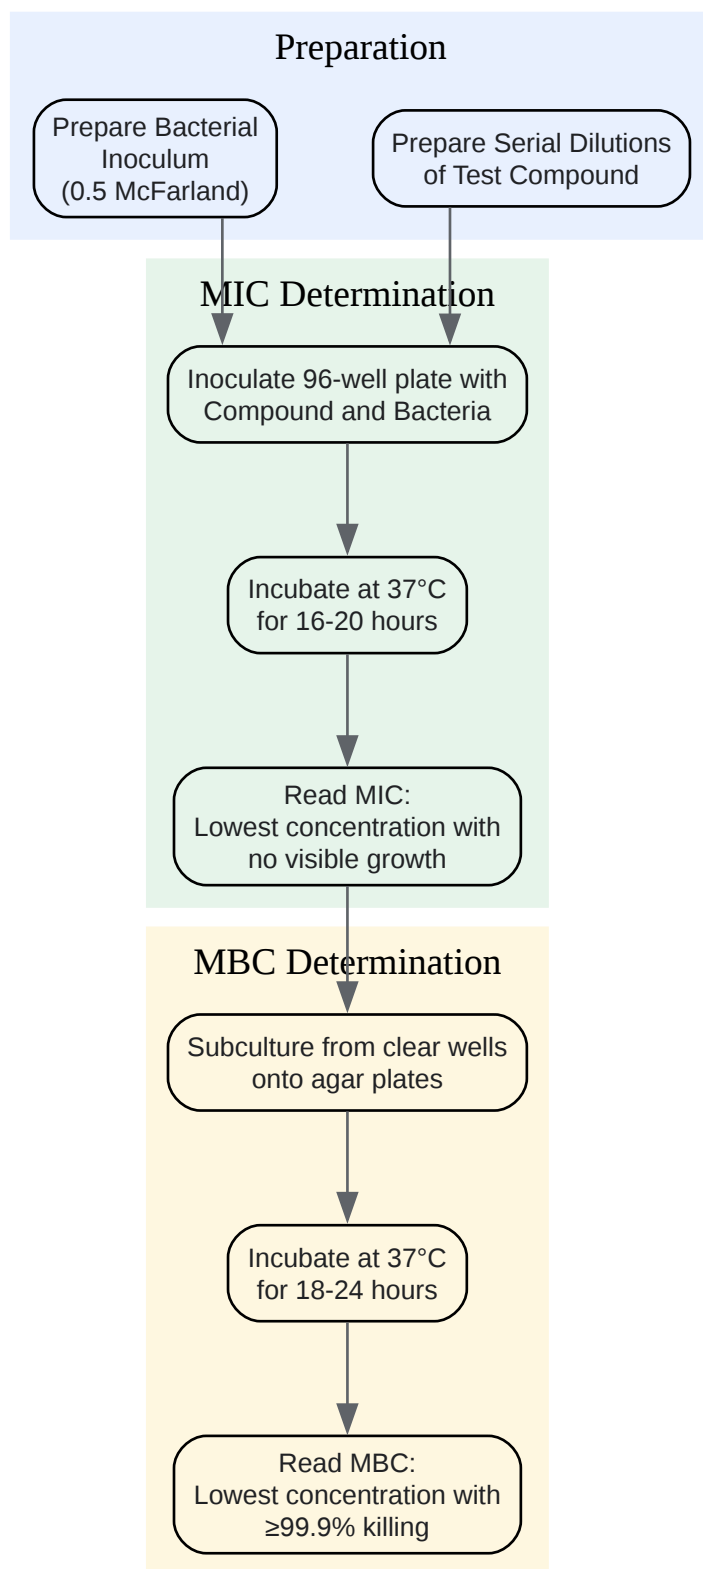 Preparation
Prepare Bacterial
Inoculum
(0.5 McFarland)
Prepare Serial Dilutions
of Test Compound
MIC Determination
Inoculate 96-well plate with
Compound and Bacteria
Incubate at 37°C
for 16-20 hours
Read MIC:
Lowest concentration with
no visible growth
MBC Determination
Subculture from clear wells
onto agar plates
Incubate at 37°C
for 18-24 hours
Read MBC:
Lowest concentration with
≥99.9% killing